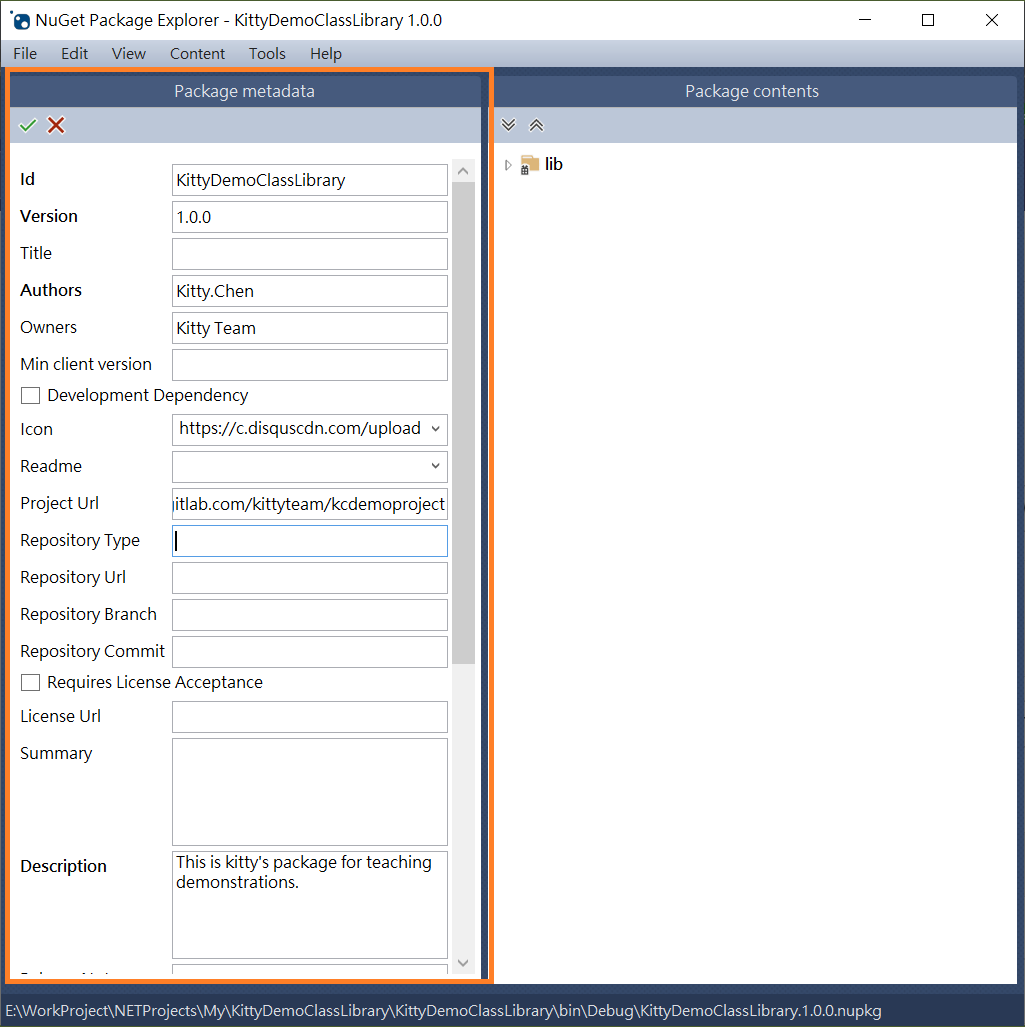 NuGet Package Explorer - KittyDemoClassLibrary 1.0.0
File Edit View Content Tools Help
Package metadata
Package contents
Id KittyDemoClassLibrary
lib
Version 1.0.0
Title
Authors Kitty.Chen
Owners Kitty Team
Min client version
Development Dependency
Icon https://c.disquscdn.com/upload
Readme
Project Url itlab.com/kittyteam/kcdemoproject
Repository Type
Repository Url
Repository Branch
Repository Commit
Requires License Acceptance
License Url
Summary
Description This is kitty's package for teaching
demonstrations.
E:\WorkProject\NETProjects\My\KittyDemoClassLibrary\KittyDemoClassLibrary\bin\Debug\KittyDemoClassLibrary.1.0.0.nupkg